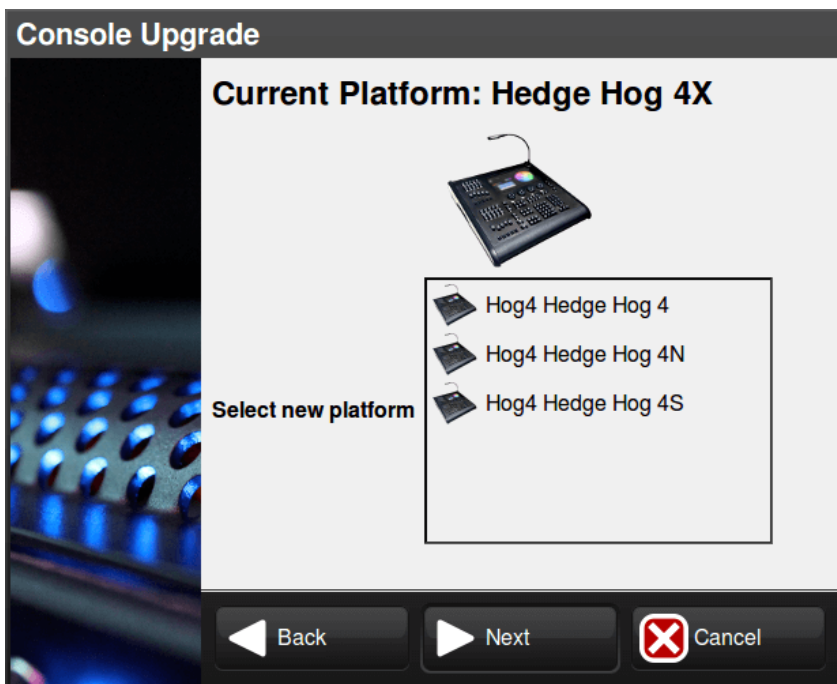 Console Upgrade
Current Platform: Hedge Hog 4X
Hog4 Hedge Hog 4
Hog4 Hedge Hog 4N
Select new platform
Hog4 Hedge Hog 4S
Back
Next
Cancel